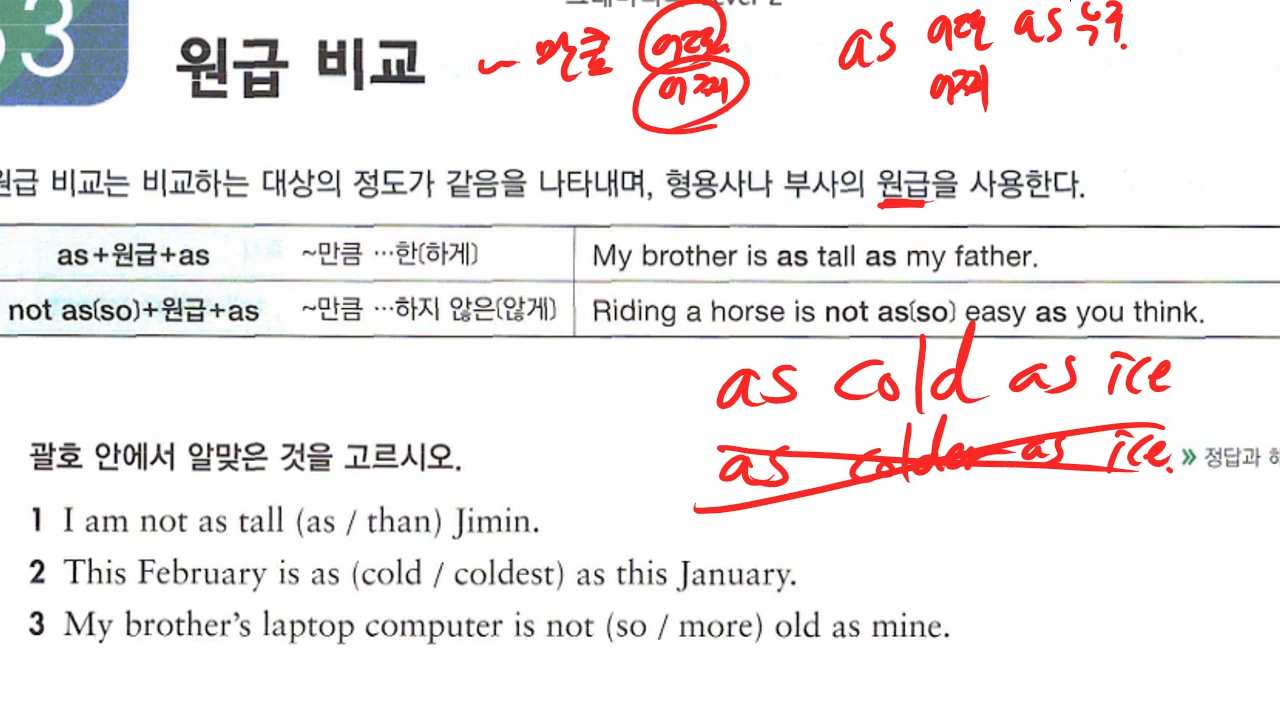 3
원급 비교
~ 만큼 어떤
어찌
as 어떤 as 누구
어찌
원급 비교는 비교하는 대상의 정도가 같음을 나타내며, 형용사나 부사의 원급을 사용한다.
as+원급+as ~만큼 …한(하게) My brother is as tall as my father.
not as(so)+원급+as ~만큼 …하지 않은(않게) Riding a horse is not as(so) easy as you think.
as cold as ice
as colder as ice.
괄호 안에서 알맞은 것을 고르시오. » 정답과
1 I am not as tall (as / than) Jimin.
2 This February is as (cold / coldest) as this January.
3 My brother's laptop computer is not (so / more) old as mine.